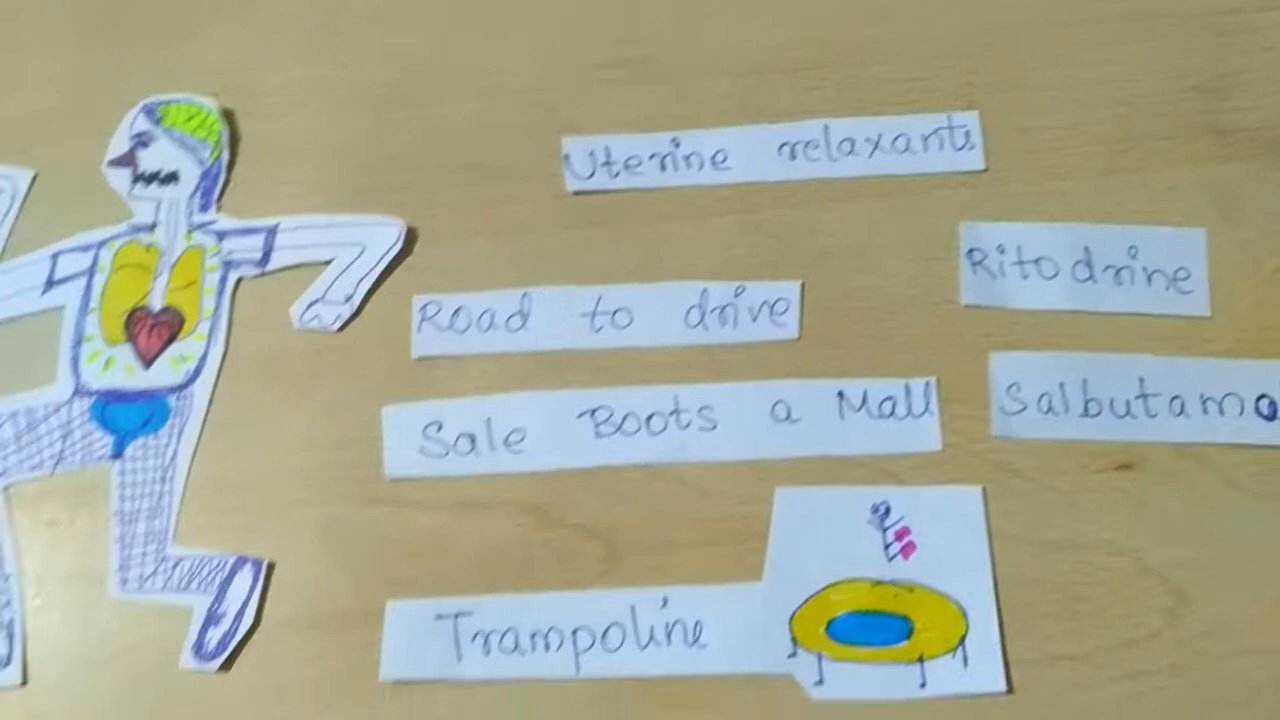 Uterine relaxants
Ritodrine
Road to drive
Salbutamo
Sale Boots a Mall
Trampoline